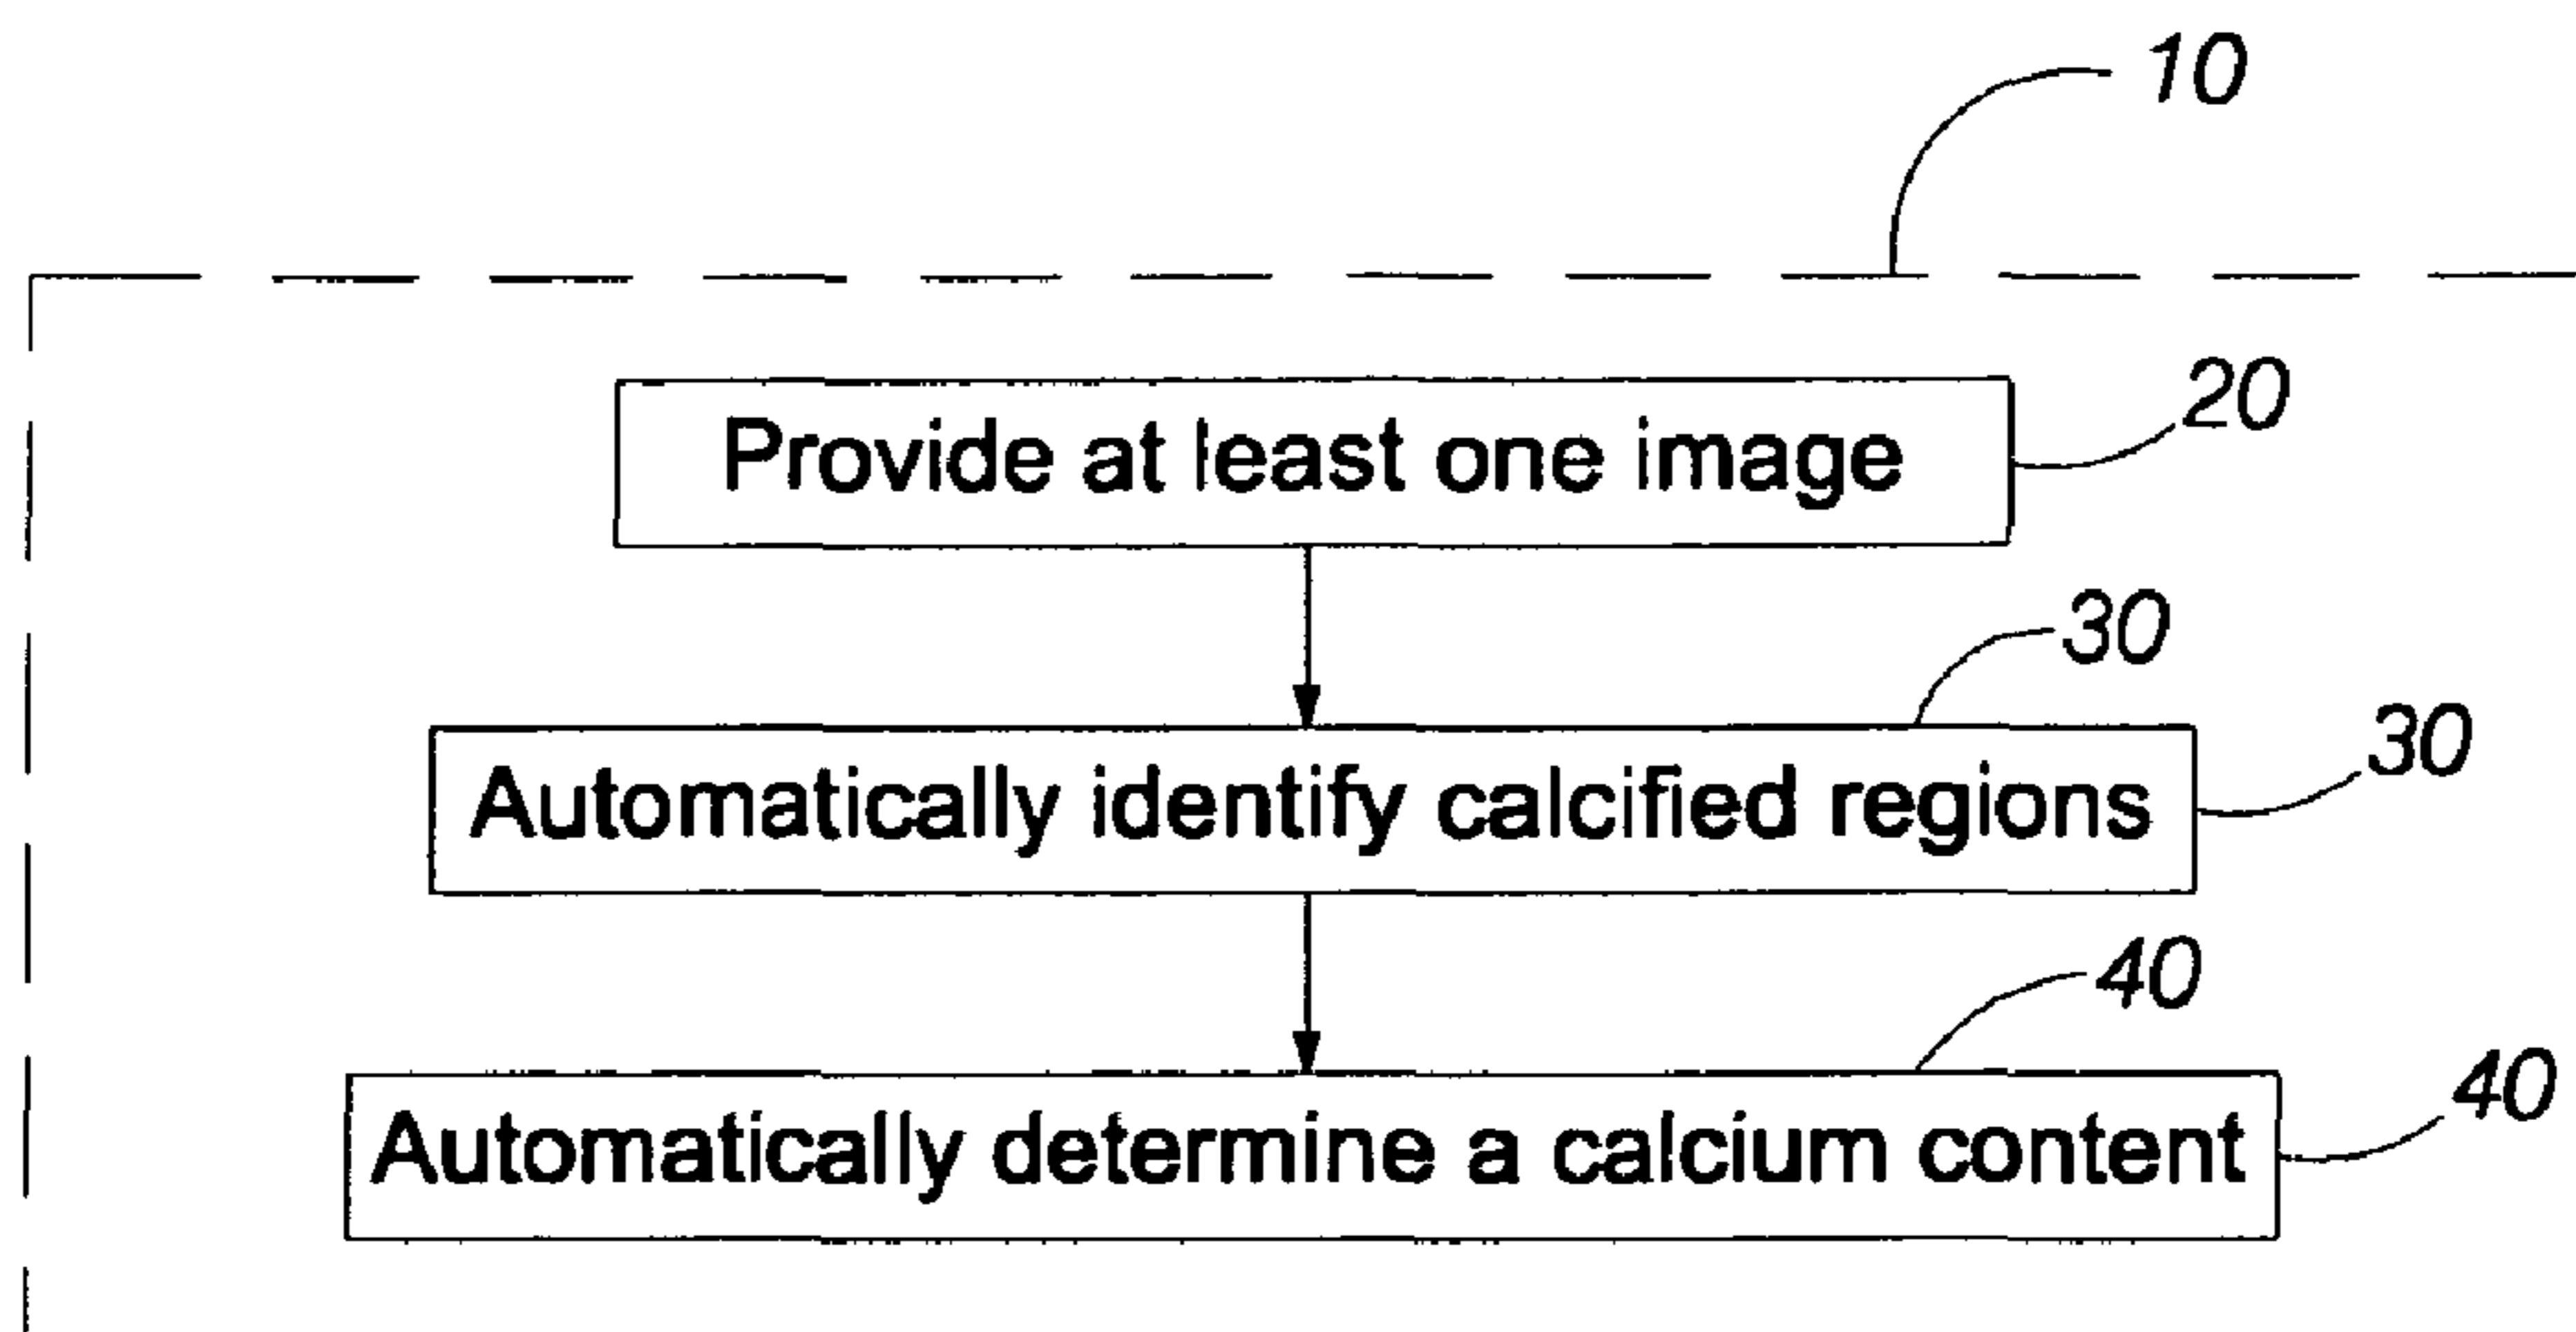 10
Provide at least one image
20
30
Automatically identify calcified regions
30
40
Automatically determine a calcium content
40